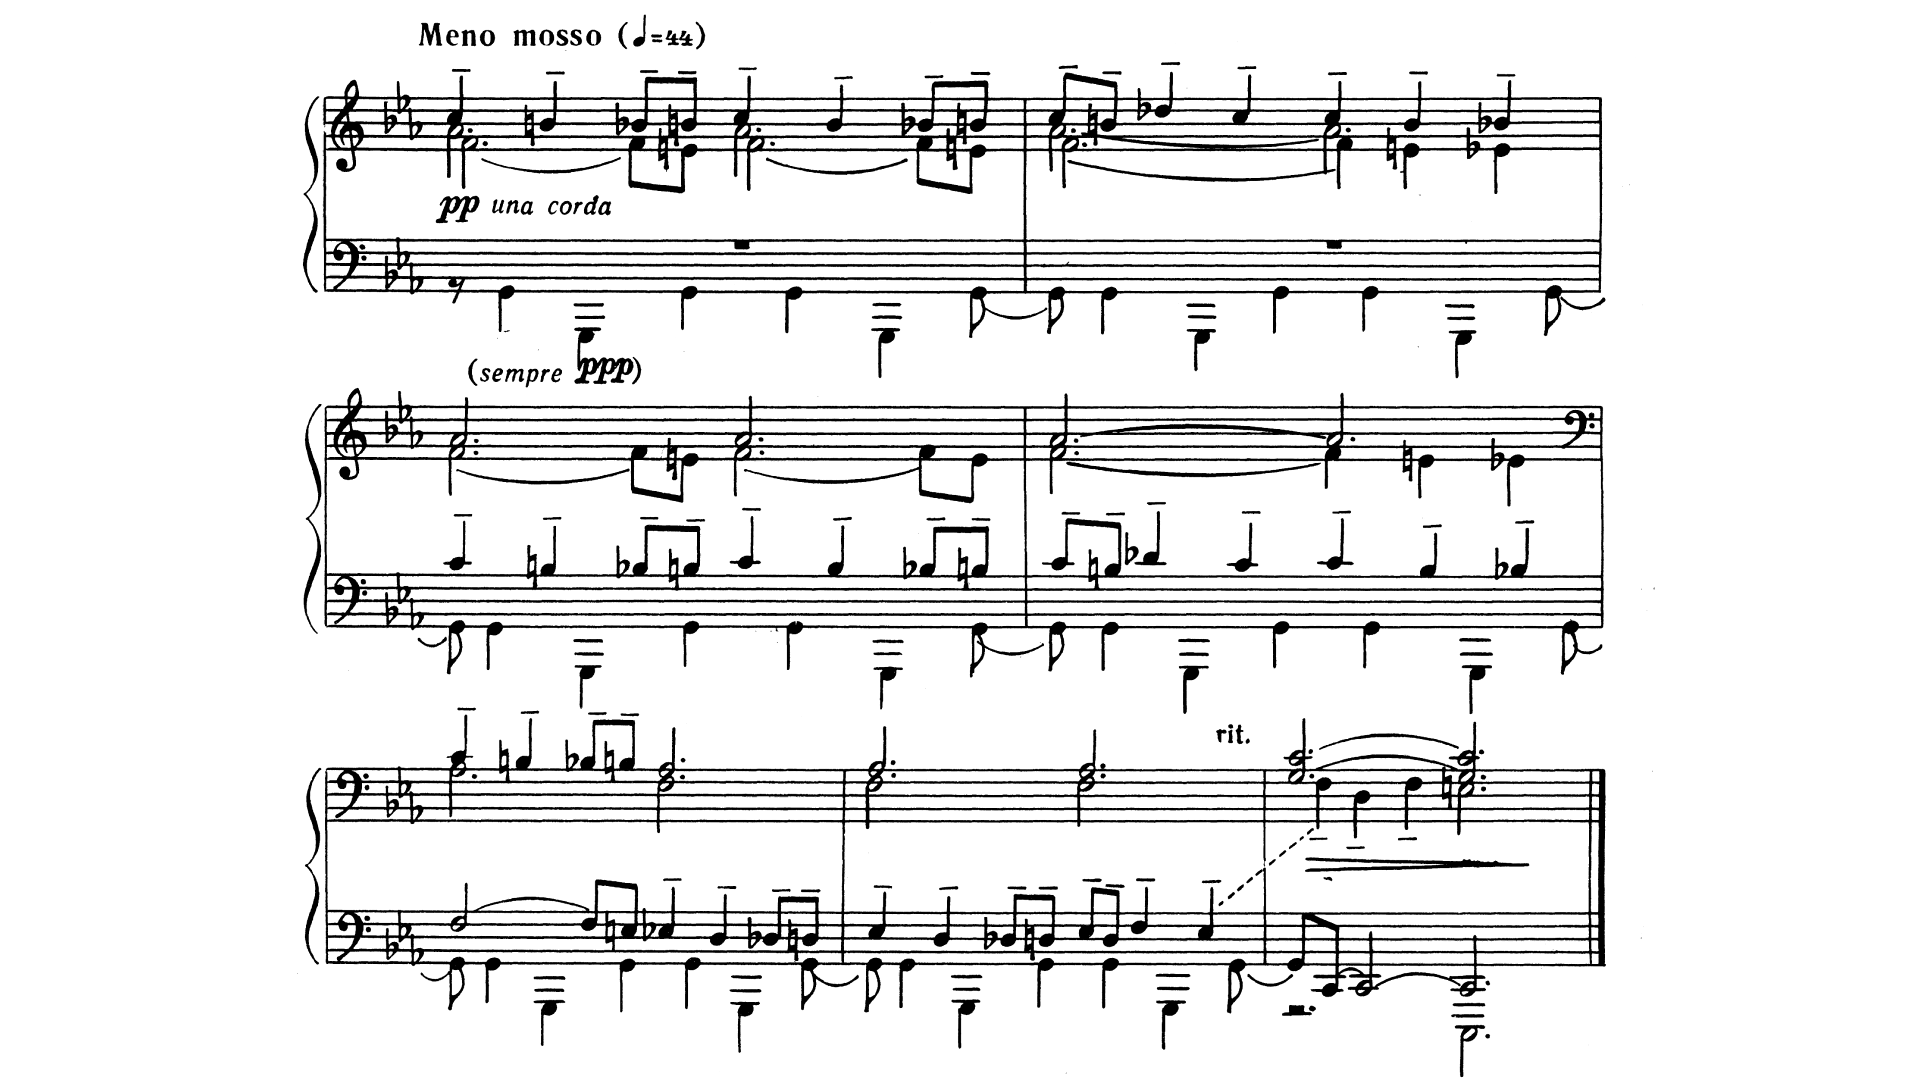 Meno mosso (♩=44)
pp una corda
(sempre ppp)
rit.